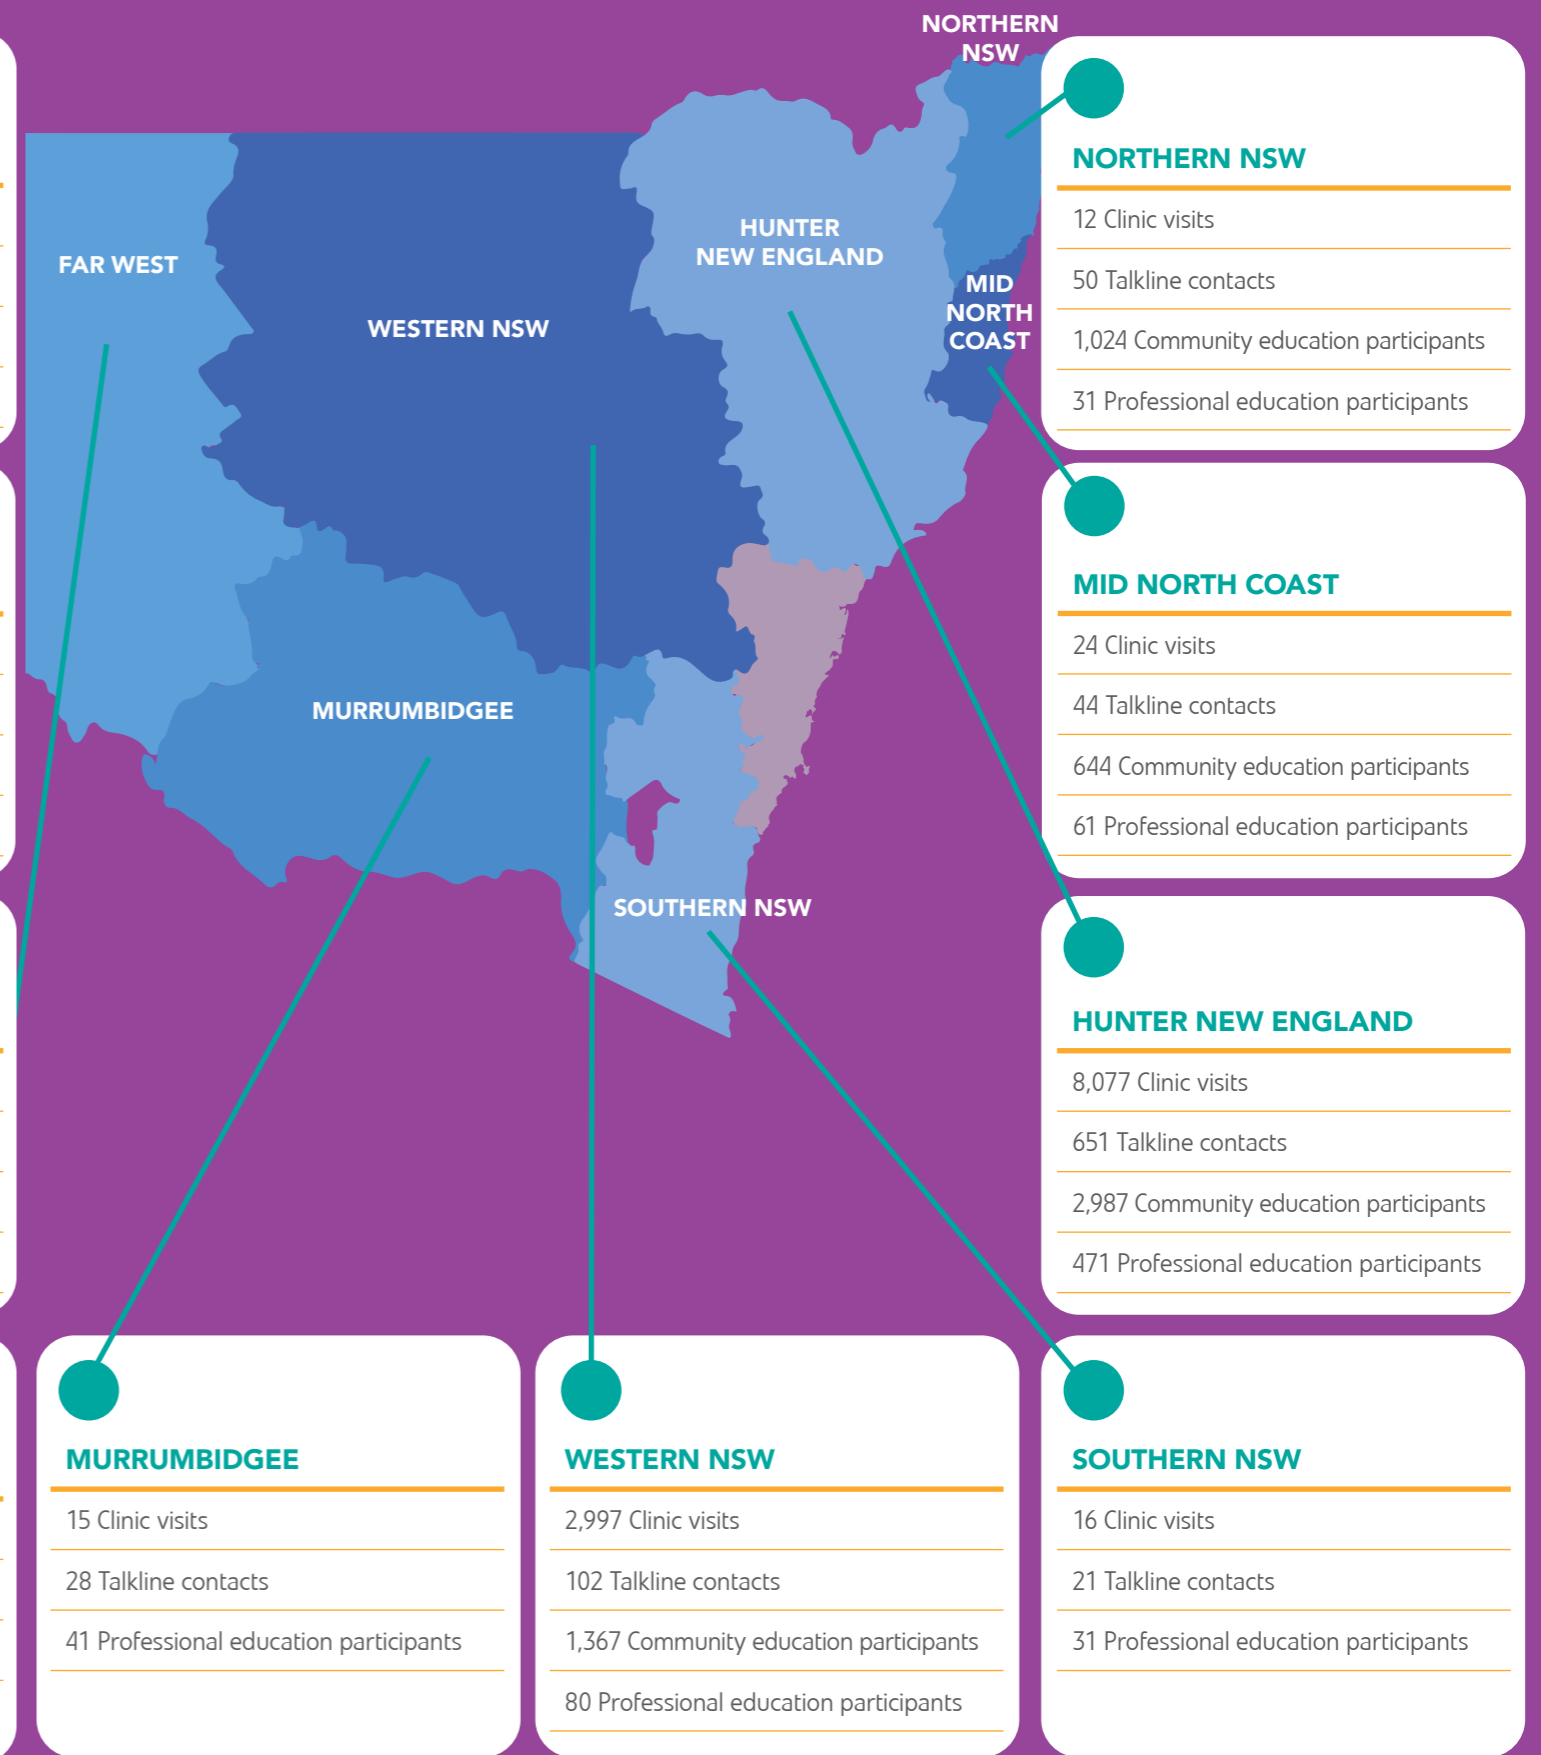 NORTHERN
NSW
FAR WEST
WESTERN NSW
HUNTER
NEW ENGLAND
MID
NORTH
COAST
MURRUMBIDGEE
SOUTHERN NSW
NORTHERN NSW
12 Clinic visits
50 Talkline contacts
1,024 Community education participants
31 Professional education participants
MID NORTH COAST
24 Clinic visits
44 Talkline contacts
644 Community education participants
61 Professional education participants
HUNTER NEW ENGLAND
8,077 Clinic visits
651 Talkline contacts
2,987 Community education participants
471 Professional education participants
MURRUMBIDGEE
15 Clinic visits
28 Talkline contacts
41 Professional education participants
WESTERN NSW
2,997 Clinic visits
102 Talkline contacts
1,367 Community education participants
80 Professional education participants
SOUTHERN NSW
16 Clinic visits
21 Talkline contacts
31 Professional education participants